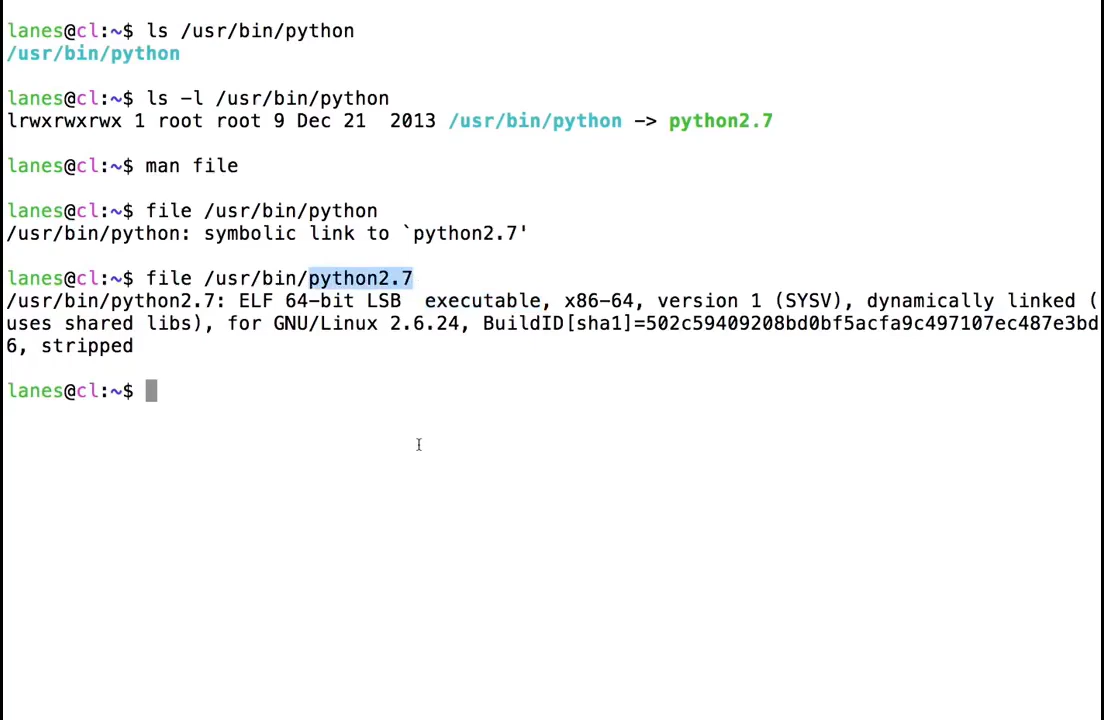 lanes@cl:~$ ls /usr/bin/python
/usr/bin/python
lanes@cl:~$ ls -l /usr/bin/python
lrwxrwxrwx 1 root root 9 Dec 21  2013 /usr/bin/python -> python2.7
lanes@cl:~$ man file
lanes@cl:~$ file /usr/bin/python
/usr/bin/python: symbolic link to `python2.7'
lanes@cl:~$ file /usr/bin/python2.7
/usr/bin/python2.7: ELF 64-bit LSB  executable, x86-64, version 1 (SYSV), dynamically linked (
uses shared libs), for GNU/Linux 2.6.24, BuildID[sha1]=502c59409208bd0bf5acfa9c497107ec487e3bd
6, stripped
lanes@cl:~$